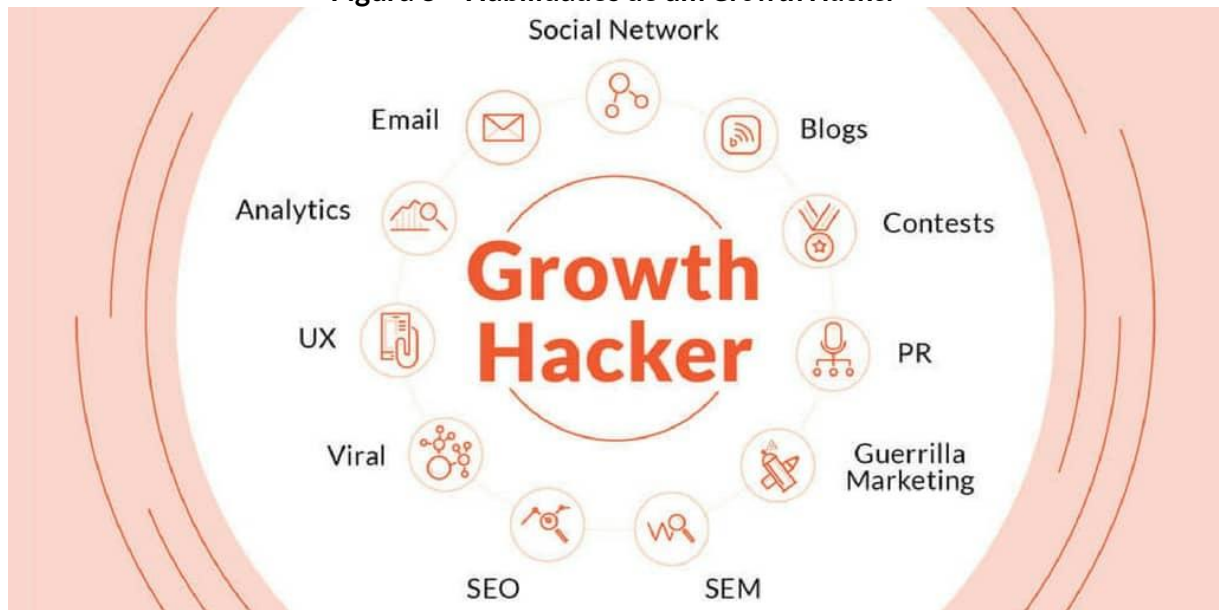 Social Network
Email
Blogs
Analytics
Contests
Growth
Hacker
UX
PR
Viral
Guerrilla
Marketing
SEO
SEM